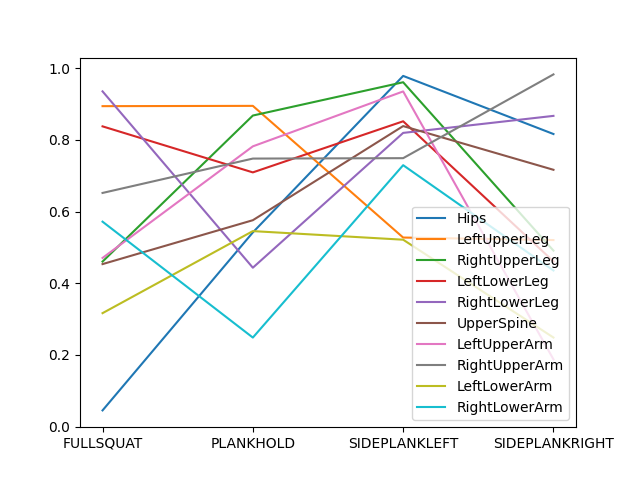 1.0
0.8
0.6
0.4
0.2
0.0
FULLSQUAT PLANKHOLD SIDEPLANKLEFT SIDEPLANKRIGHT
Hips
LeftUpperLeg
RightUpperLeg
LeftLowerLeg
RightLowerLeg
UpperSpine
LeftUpperArm
RightUpperArm
LeftLowerArm
RightLowerArm